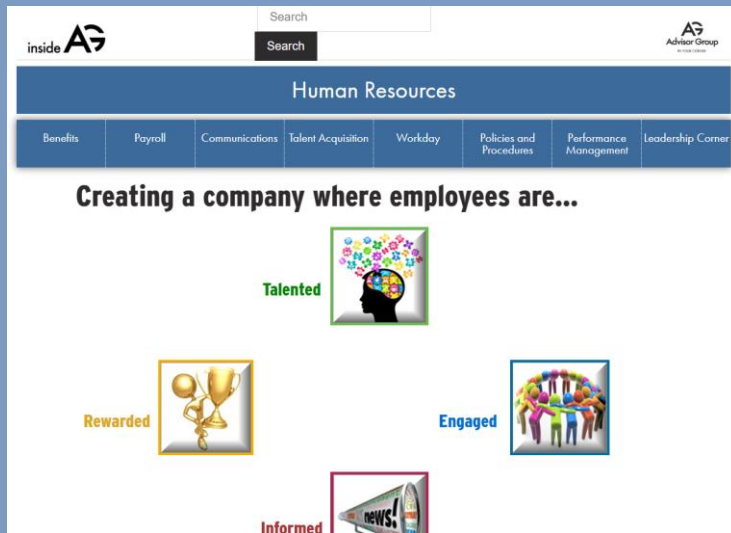 Search
inside AG
Search
AG
Advisor Group
Human Resources
Benefits
Payroll
Communications
Talent Acquisition
Workday
Policies and
Procedures
Performance
Management
Leadership Corner
Creating a company where employees are...
Talented
Rewarded
Engaged
Informed
news!